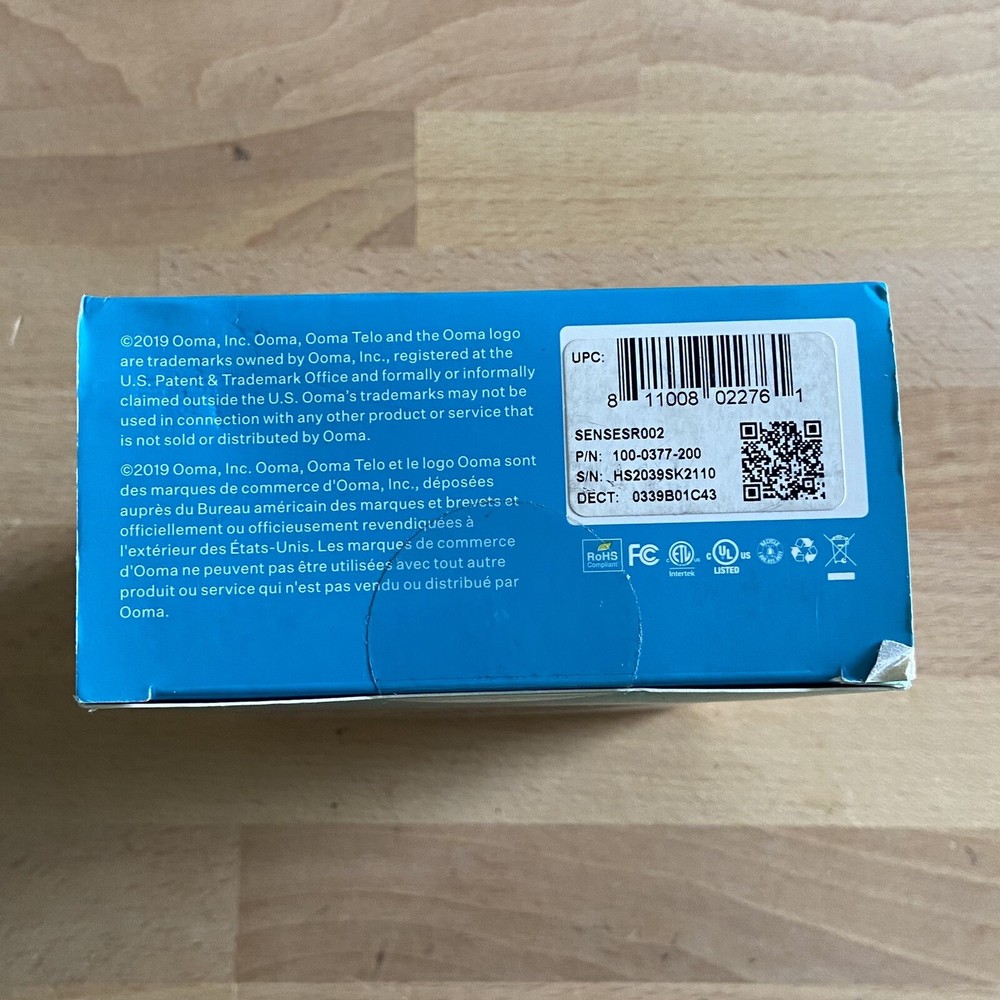 ©2019 Ooma, Inc. Ooma, Ooma Telo and the Ooma logo
are trademarks owned by Ooma, Inc., registered at the
U.S. Patent & Trademark Office and formally or informally
claimed outside the U.S. Ooma's trademarks may not be
used in connection with any other product or service that
is not sold or distributed by Ooma.
©2019 Ooma, Inc. Ooma, Ooma Telo et le logo Ooma sont
des marques de commerce d'Ooma, Inc., déposées
auprès du Bureau américain des marques et brevets et
officiellement ou officieusement revendiquées à
l'extérieur des États-Unis. Les marques de commerce
d'Ooma ne peuvent pas être utilisées avec tout autre
produit ou service qui n'est pas vendu ou distribué par
Ooma.
UPC:
8 11008 02276 1
SENSESR002
P/N: 100-0377-200
S/N: HS2039SK2110
DECT: 0339B01C43
RoHS
Compliant
FC
c ETL us
Intertek
c UL us
LISTED